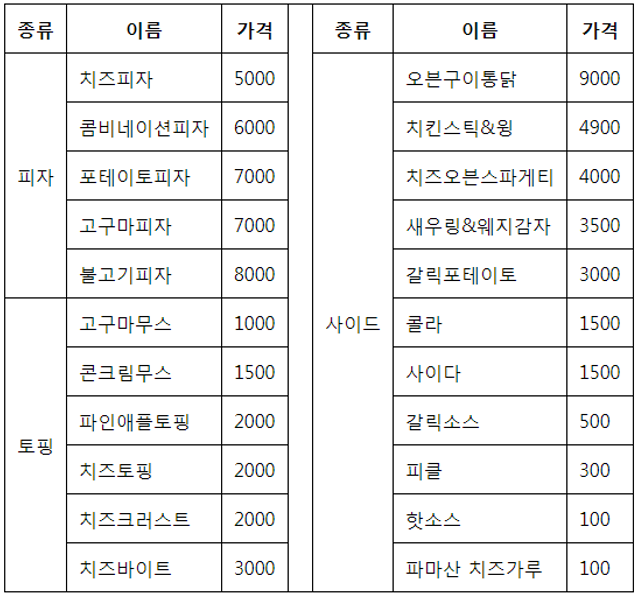 종류 이름 가격 종류 이름 가격
치즈피자 5000 오븐구이통닭 9000
콤비네이션피자 6000 치킨스틱&윙 4900
피자 포테이토피자 7000 치즈오븐스파게티 4000
고구마피자 7000 새우링&웨지감자 3500
불고기피자 8000 갈릭포테이토 3000
고구마무스 1000 사이드 콜라 1500
콘크림무스 1500 사이다 1500
파인애플토핑 2000 갈릭소스 500
토핑 치즈토핑 2000 피클 300
치즈크러스트 2000 핫소스 100
치즈바이트 3000 파마산 치즈가루 100